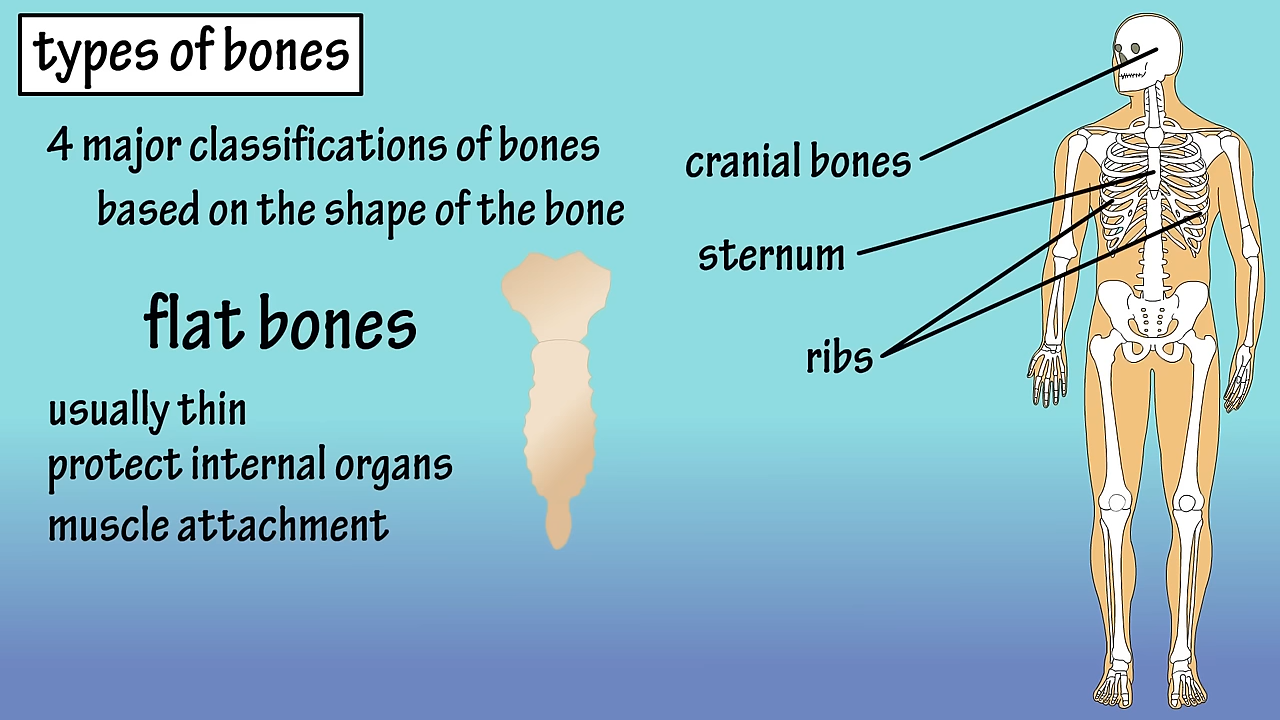 types of bones
4 major classifications of bones
based on the shape of the bone
flat bones
usually thin
protect internal organs
muscle attachment
cranial bones
sternum
ribs